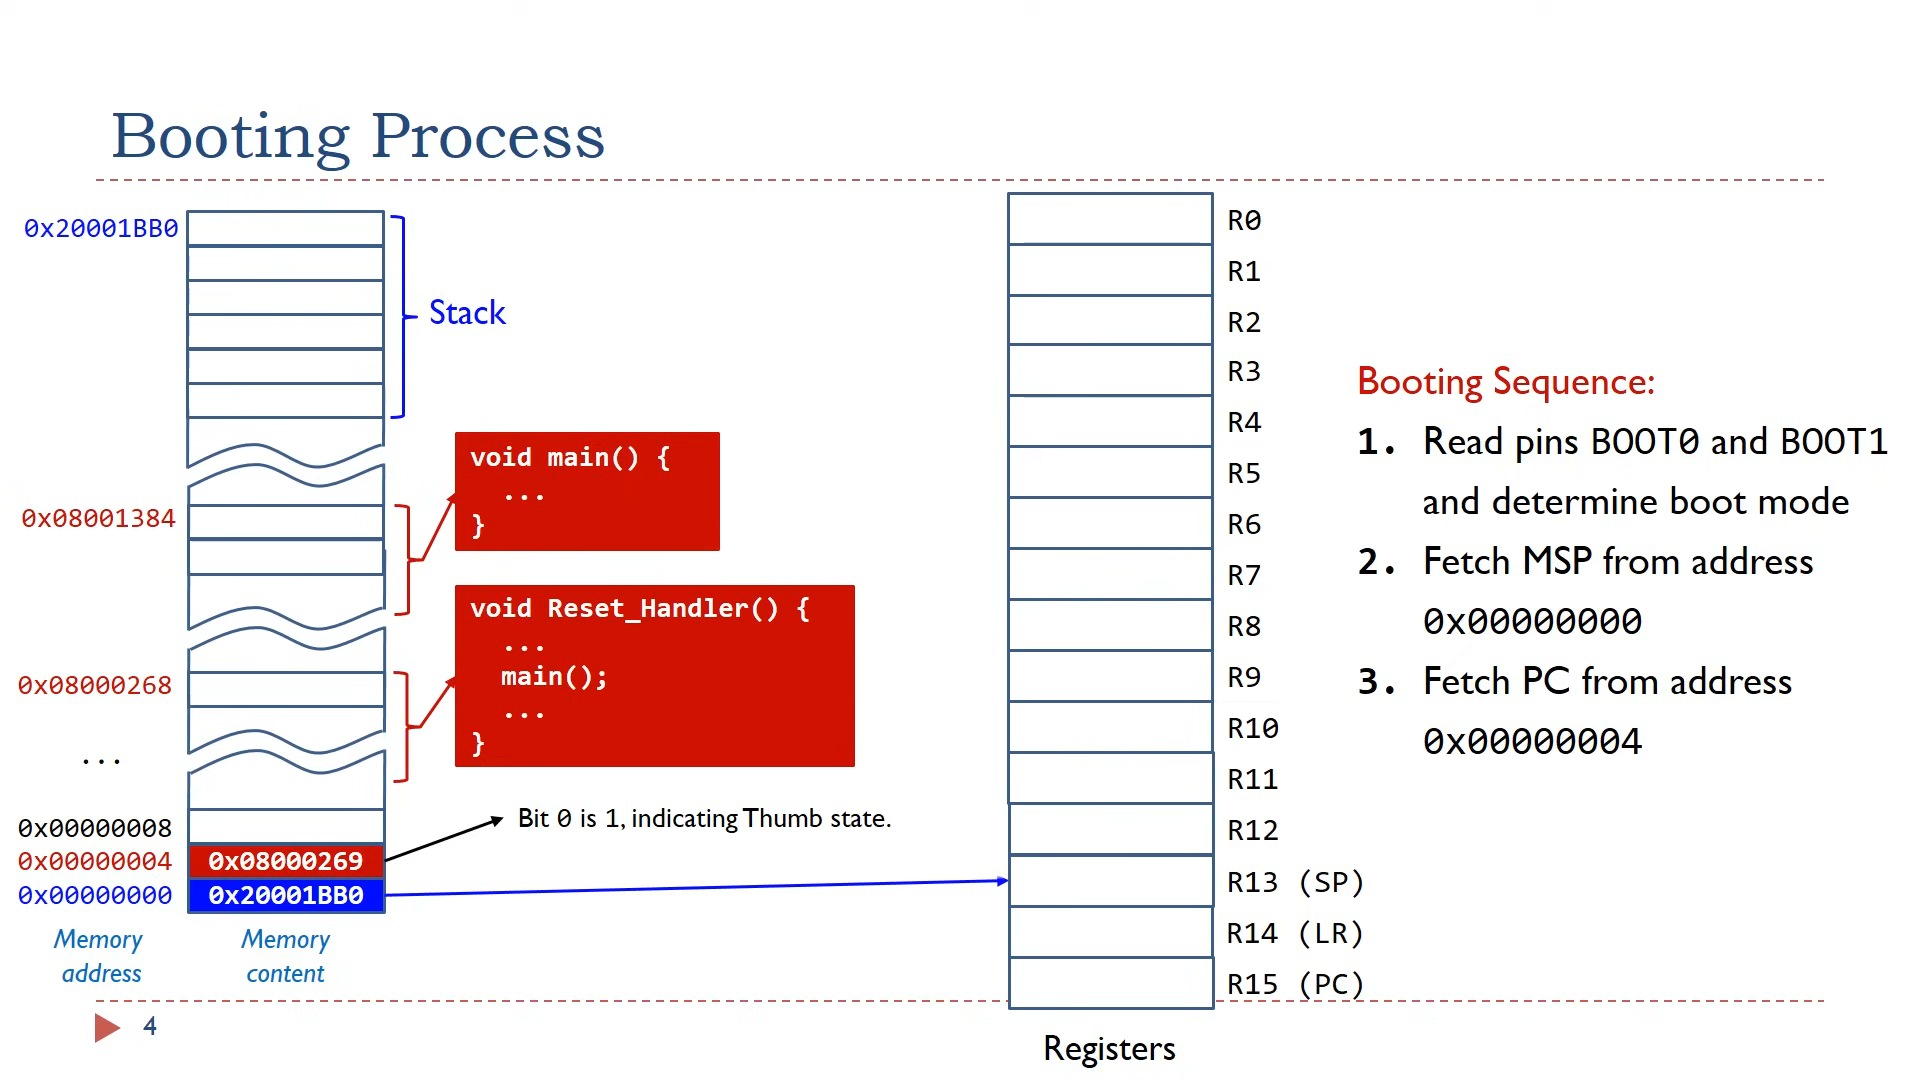 Booting Process
0x20001BB0
Stack
void main() {
...
}
0x08001384
void Reset_Handler() {
...
main();
...
}
0x08000268
...
Bit 0 is 1, indicating Thumb state.
0x00000008
0x00000004 0x08000269
0x00000000 0x20001BB0
Memory
address
Memory
content
R0
R1
R2
R3
R4
R5
R6
R7
R8
R9
R10
R11
R12
R13 (SP)
R14 (LR)
R15 (PC)
Registers
Booting Sequence:
1. Read pins BOOT0 and BOOT1
and determine boot mode
2. Fetch MSP from address
0x00000000
3. Fetch PC from address
0x00000004
4